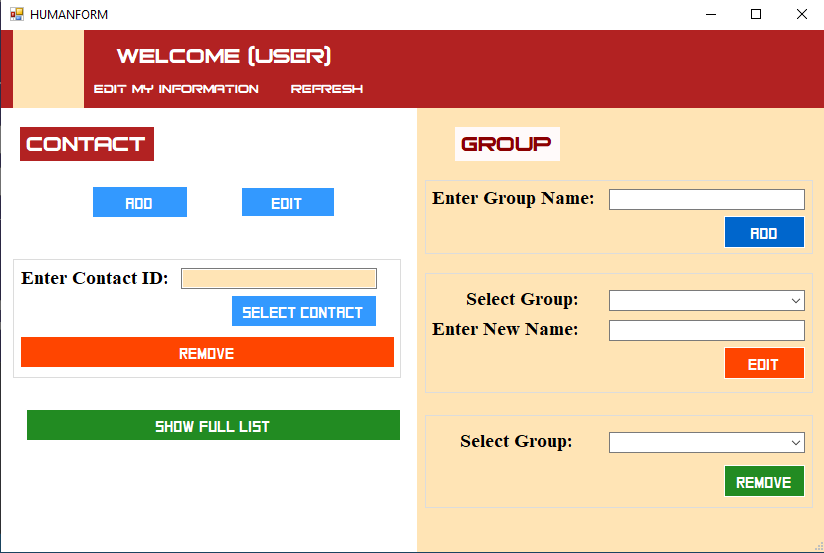 HUMANFORM
WELCOME (USER)
EDIT MY INFORMATION REFRESH
CONTACT
ADD EDIT
Enter Contact ID:
SELECT CONTACT
REMOVE
SHOW FULL LIST
GROUP
Enter Group Name:
ADD
Select Group:
Enter New Name:
EDIT
Select Group:
REMOVE